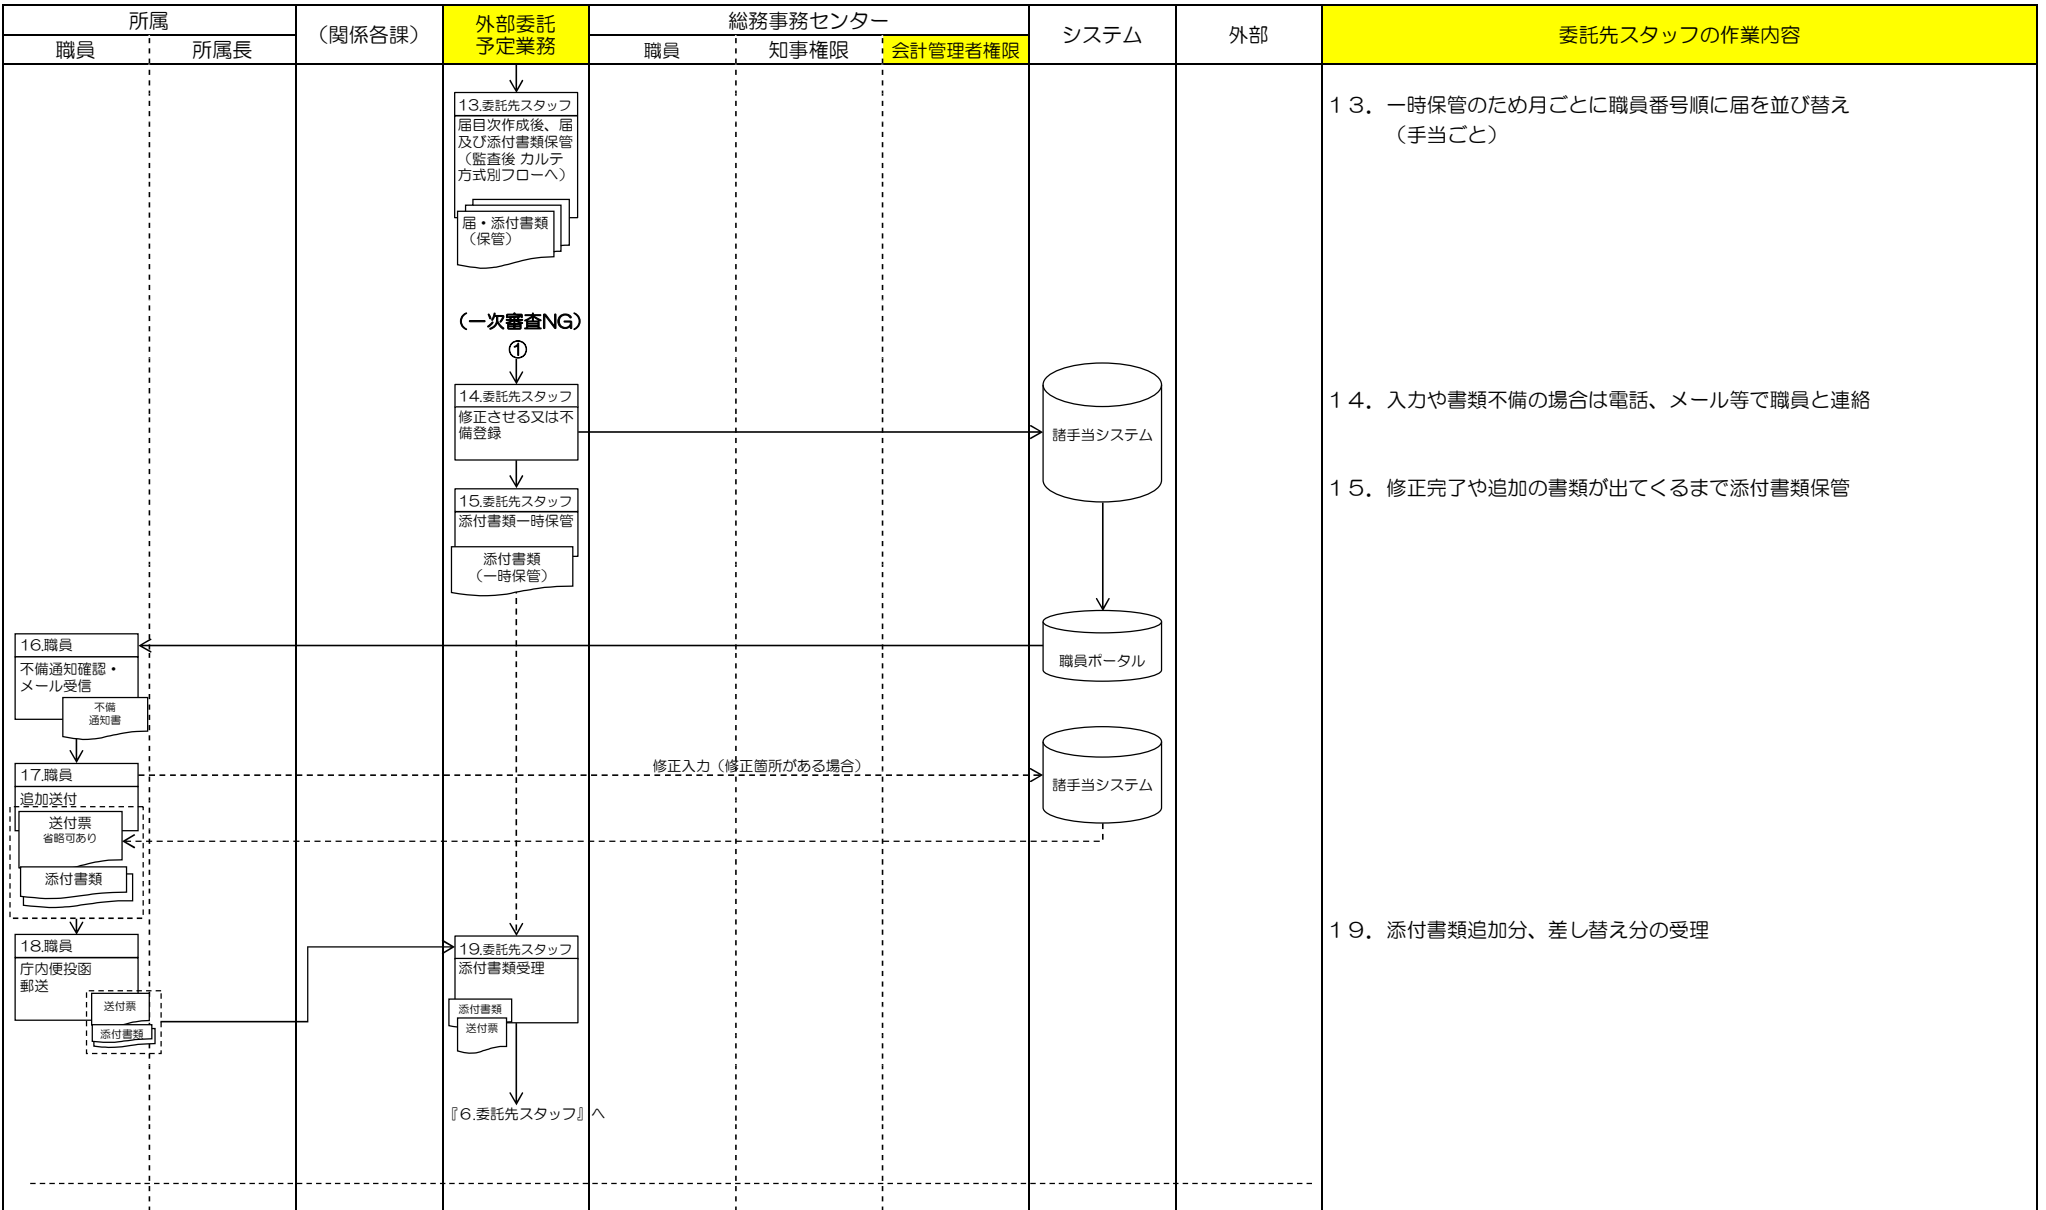 所属
（関係各課）
外部委託
予定業務
総務事務センター
システム
外部
委託先スタッフの作業内容
職員
所属長
職員
知事権限
会計管理者権限
13.委託先スタッフ
届目次作成後、届
及び添付書類保管
（監査後 カルテ
方式別フローへ）
届・添付書類
（保管）
１３．一時保管のため月ごとに職員番号順に届を並び替え
（手当ごと）
（一次審査NG）
①
14.委託先スタッフ
修正させる又は不
備登録
諸手当システム
１４．入力や書類不備の場合は電話、メール等で職員と連絡
15.委託先スタッフ
添付書類一時保管
添付書類
（一時保管）
１５．修正完了や追加の書類が出てくるまで添付書類保管
16.職員
不備通知確認・
メール受信
不備
通知書
職員ポータル
17.職員
追加送付
送付票
省略可あり
添付書類
修正入力（修正箇所がある場合）
諸手当システム
18.職員
庁内便投函
郵送
送付票
添付書類
19.委託先スタッフ
添付書類受理
添付書類
送付票
１９．添付書類追加分、差し替え分の受理
『６.委託先スタッフ』へ